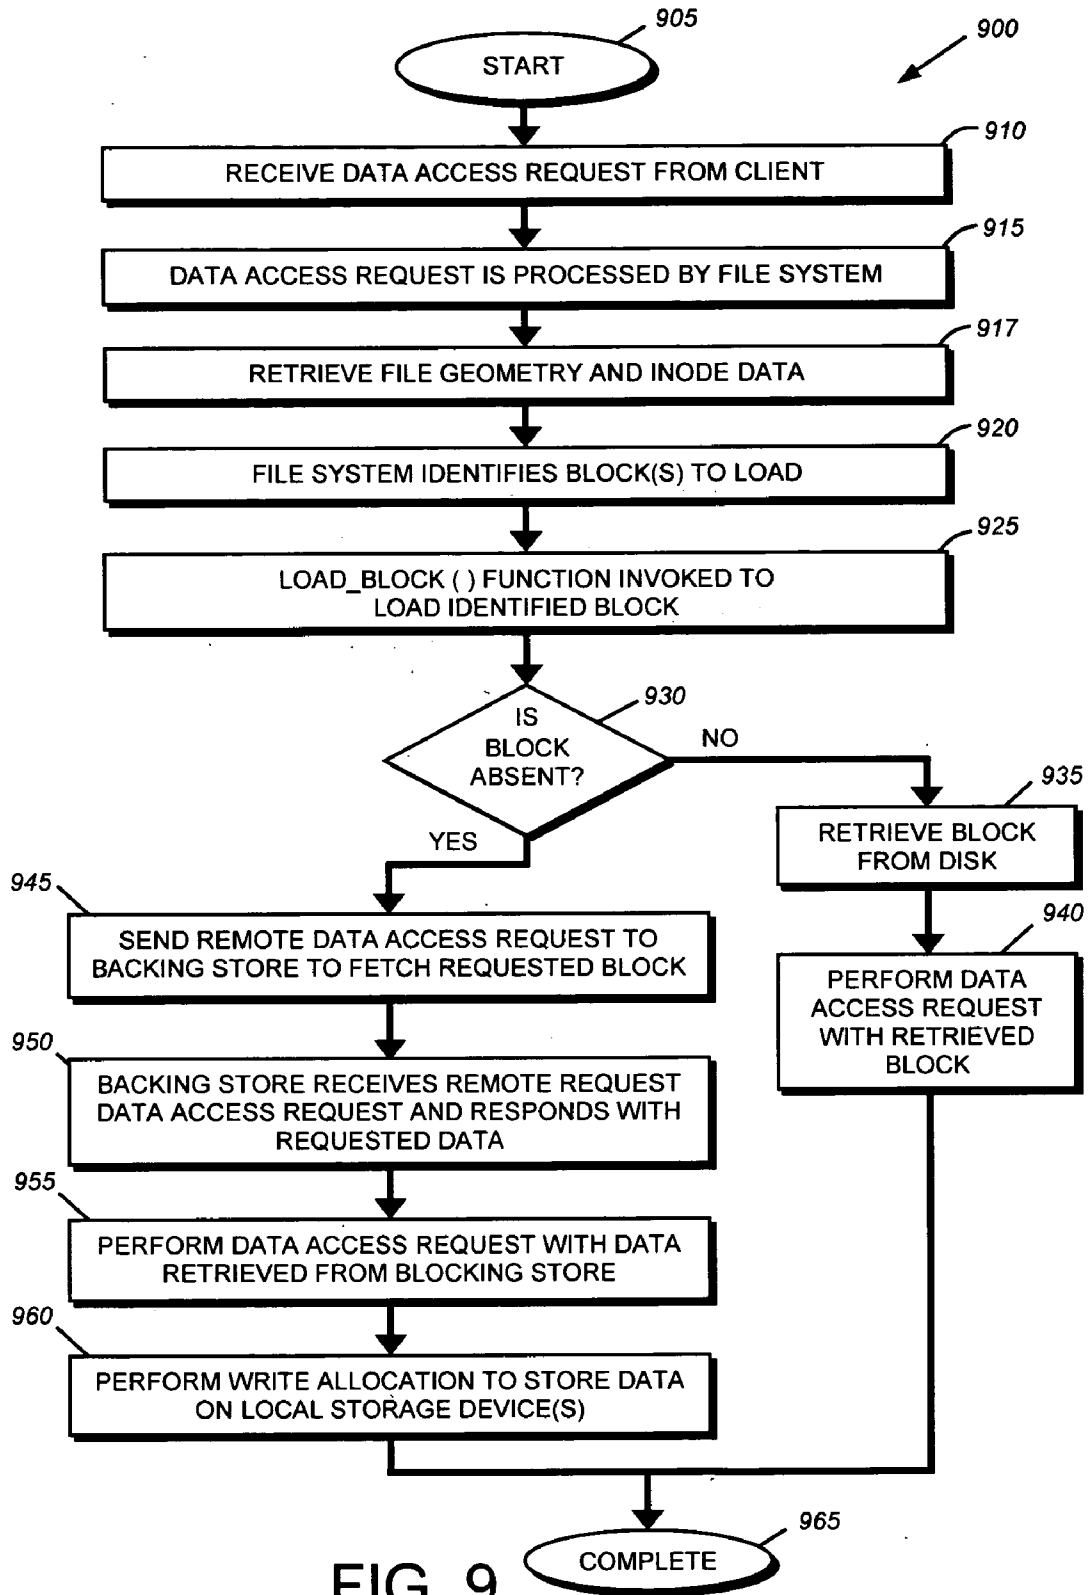 905
START
900
910
RECEIVE DATA ACCESS REQUEST FROM CLIENT
915
DATA ACCESS REQUEST IS PROCESSED BY FILE SYSTEM
917
RETRIEVE FILE GEOMETRY AND INODE DATA
920
FILE SYSTEM IDENTIFIES BLOCK(S) TO LOAD
925
LOAD_BLOCK ( ) FUNCTION INVOKED TO
LOAD IDENTIFIED BLOCK
930
IS
BLOCK
ABSENT?
NO
YES
935
RETRIEVE BLOCK
FROM DISK
940
PERFORM DATA
ACCESS REQUEST
WITH RETRIEVED
BLOCK
945
SEND REMOTE DATA ACCESS REQUEST TO
BACKING STORE TO FETCH REQUESTED BLOCK
950
BACKING STORE RECEIVES REMOTE REQUEST
DATA ACCESS REQUEST AND RESPONDS WITH
REQUESTED DATA
955
PERFORM DATA ACCESS REQUEST WITH DATA
RETRIEVED FROM BLOCKING STORE
960
PERFORM WRITE ALLOCATION TO STORE DATA
ON LOCAL STORAGE DEVICE(S)
965
COMPLETE
FIG. 9